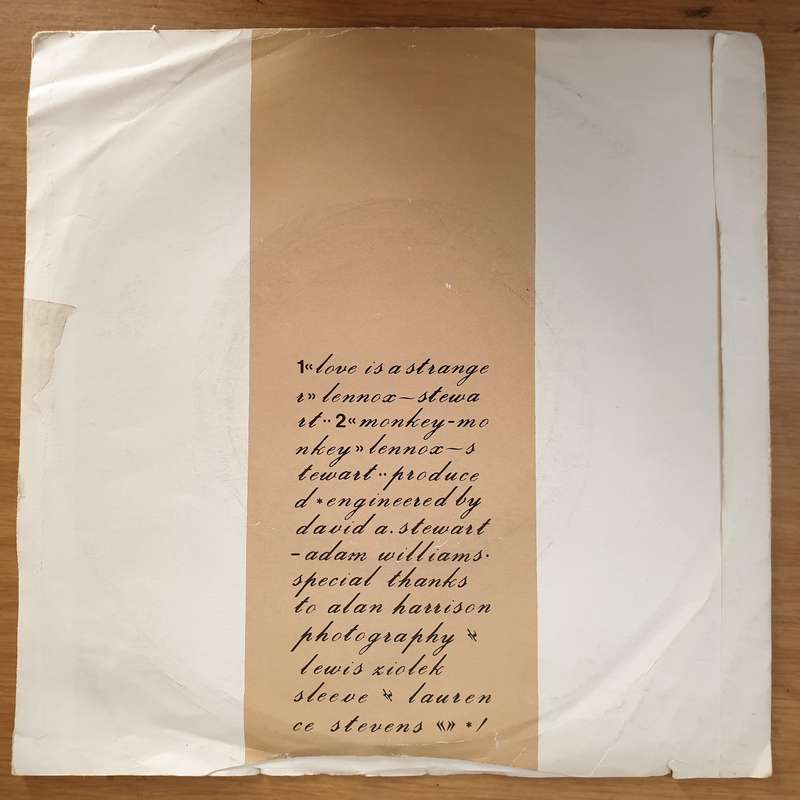 1«love is a strange
r» lennox–stewa
rt·· 2«monkey-mo
nkey» lennox–s
tewart·· produce
d*engineered by
david a. stewart
-adam williams·
special thanks
to alan harrison
photography
lewis ziolek
sleeve lauren
ce stevens «» *!